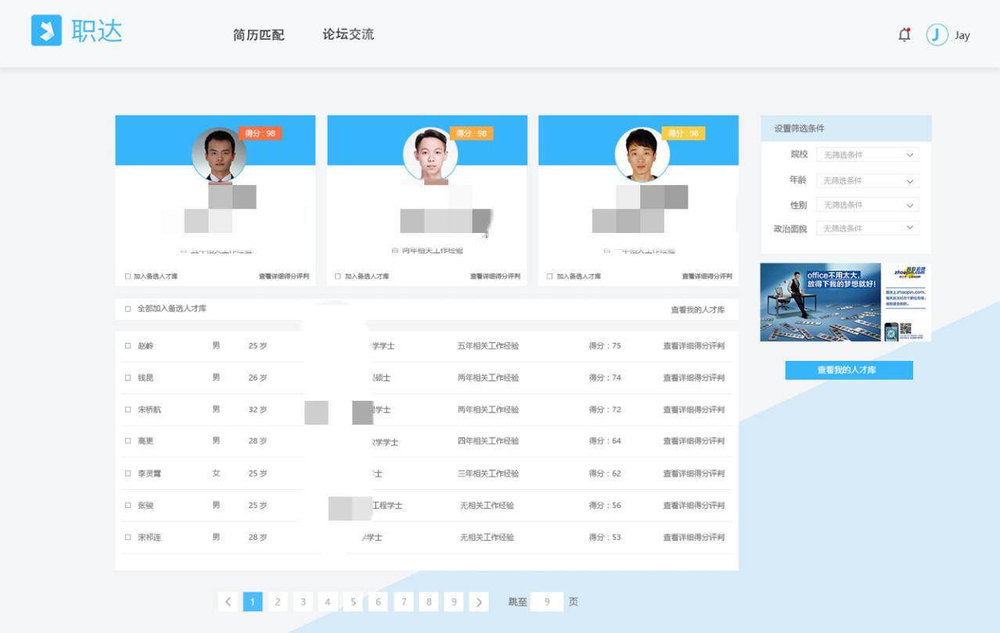 职达
简历匹配
论坛交流
J
Jay
得分：98
得分：98
得分：98
五年相关工作经验
两年相关工作经验
一年相关工作经验
加入备选人才库
查看详细得分评判
加入备选人才库
查看详细得分评判
加入备选人才库
查看详细得分评判
全部加入备选人才库
查看我的人才库
赵龄 男 25 岁 学学士 五年相关工作经验 得分：75 查看详细得分评判
钱昆 男 26 岁 硕士 两年相关工作经验 得分：74 查看详细得分评判
宋桥航 男 32 岁 学士 两年相关工作经验 得分：72 查看详细得分评判
高更 男 28 岁 学学士 四年相关工作经验 得分：64 查看详细得分评判
李灵霄 女 25 岁 士 三年相关工作经验 得分：62 查看详细得分评判
张骏 男 25 岁 工程学士 无相关工作经验 得分：56 查看详细得分评判
宋祁连 男 28 岁 学士 无相关工作经验 得分：53 查看详细得分评判
1 2 3 4 5 6 7 8 9 跳至 9 页
设置筛选条件
院校 无筛选条件
年龄 无筛选条件
性别 无筛选条件
政治面貌 无筛选条件
office不用太大，
放得下我的梦想就好!
zhaopin.com
查看我的人才库